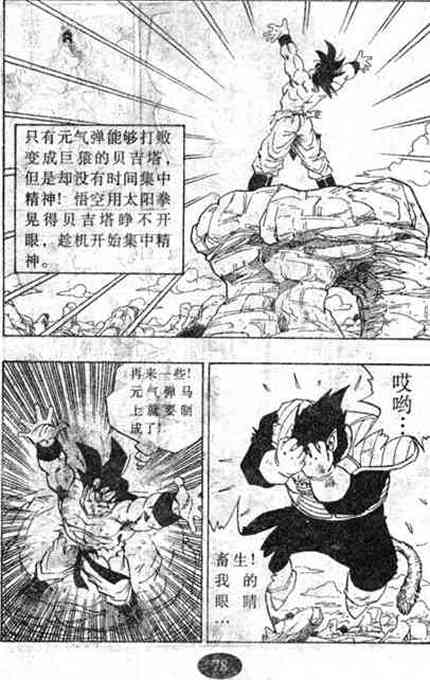 只有元气弹能够打败
变成巨猿的贝吉塔，
但是却没有时间集中
精神！悟空用太阳拳
晃得贝吉塔睁不开
眼，趁机开始集中精
神。
再来一些！
元气弹马
上就要制
成了！
哎哟…
畜生！
我的
眼睛
…
78